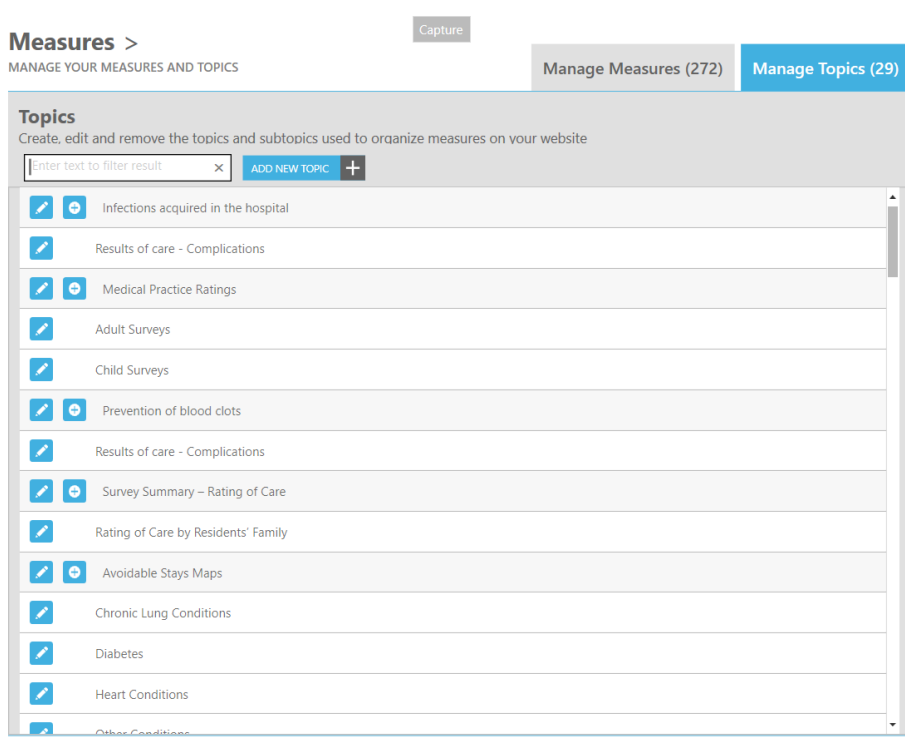 Capture
Measures >
MANAGE YOUR MEASURES AND TOPICS
Manage Measures (272)
Manage Topics (29)
Topics
Create, edit and remove the topics and subtopics used to organize measures on your website
Enter text to filter result
ADD NEW TOPIC
Infections acquired in the hospital
Results of care - Complications
Medical Practice Ratings
Adult Surveys
Child Surveys
Prevention of blood clots
Results of care - Complications
Survey Summary – Rating of Care
Rating of Care by Residents' Family
Avoidable Stays Maps
Chronic Lung Conditions
Diabetes
Heart Conditions
Other Conditions